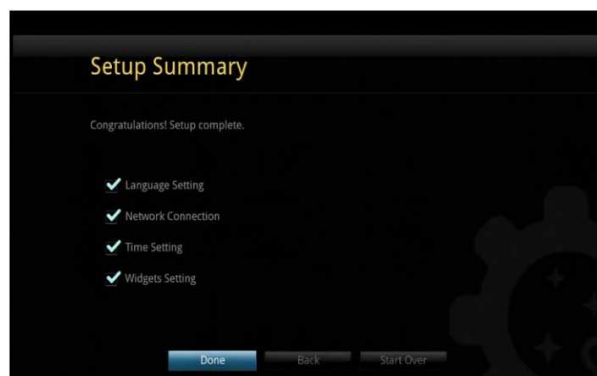 Setup Summary
Congratulations! Setup complete.
Language Setting
Network Connection
Time Setting
Widgets Setting
Done Back Start Over